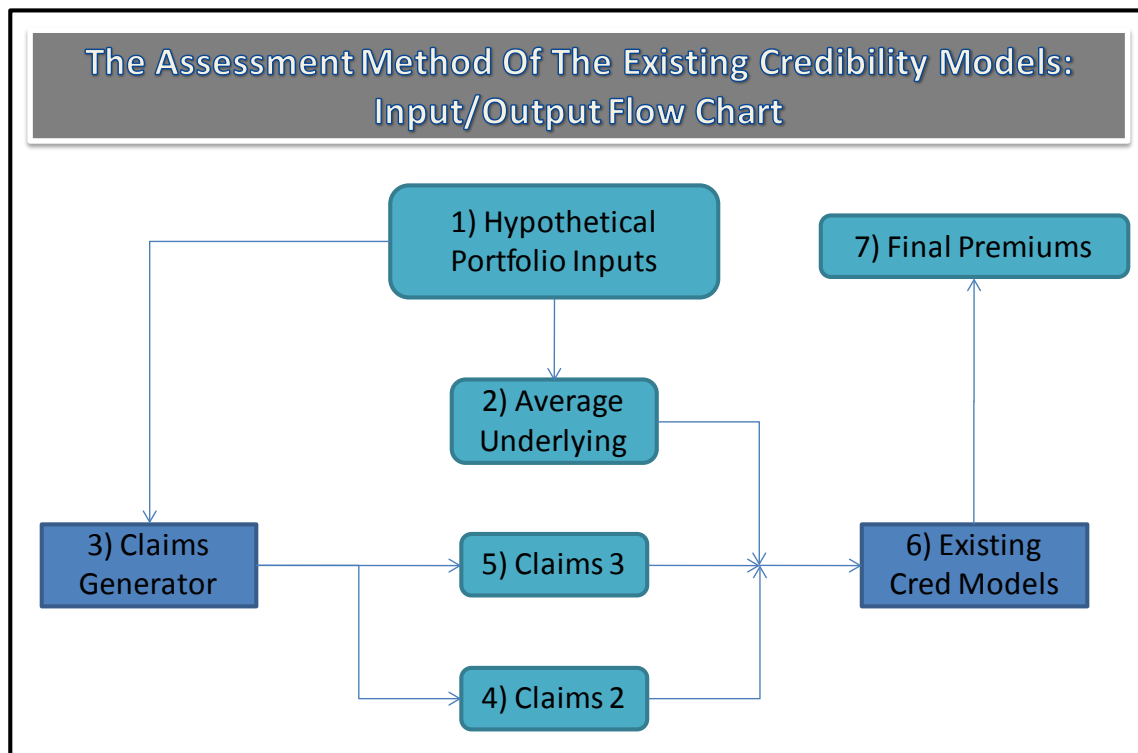 The Assessment Method Of The Existing Credibility Models:
Input/Output Flow Chart
1) Hypothetical
Portfolio Inputs
7) Final Premiums
2) Average
Underlying
3) Claims
Generator
5) Claims 3
6) Existing
Cred Models
4) Claims 2